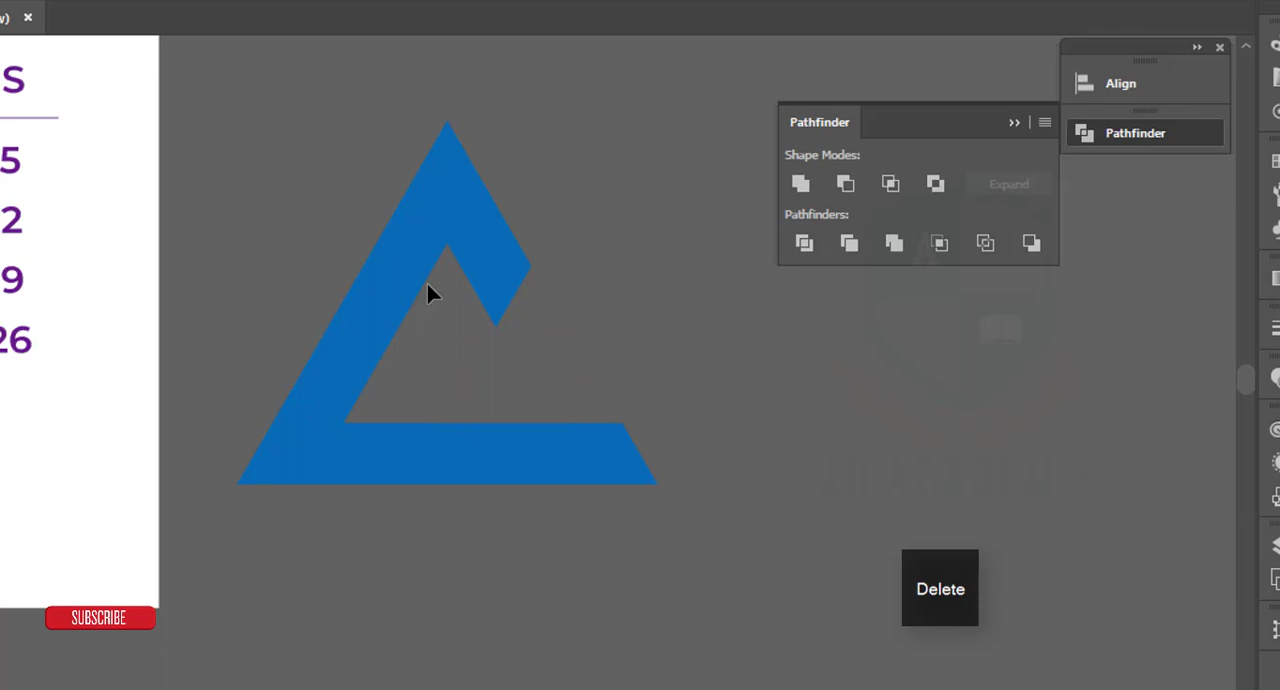 v) ×
S
5
2
9
26
SUBSCRIBE
Align
Pathfinder
Pathfinder
Shape Modes:
Expand
Pathfinders:
Delete